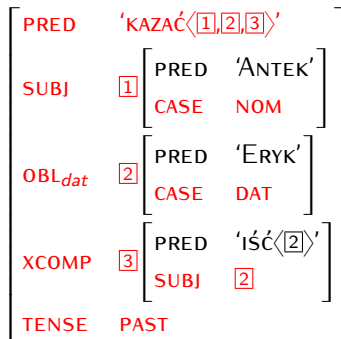 PRED ‘KAZAĆ⟨1,2,3⟩’
SUBJ 1 PRED ‘ANTEK’
CASE NOM
OBLdat 2 PRED ‘ERYK’
CASE DAT
XCOMP 3 PRED ‘IŚĆ⟨2⟩’
SUBJ 2
TENSE PAST